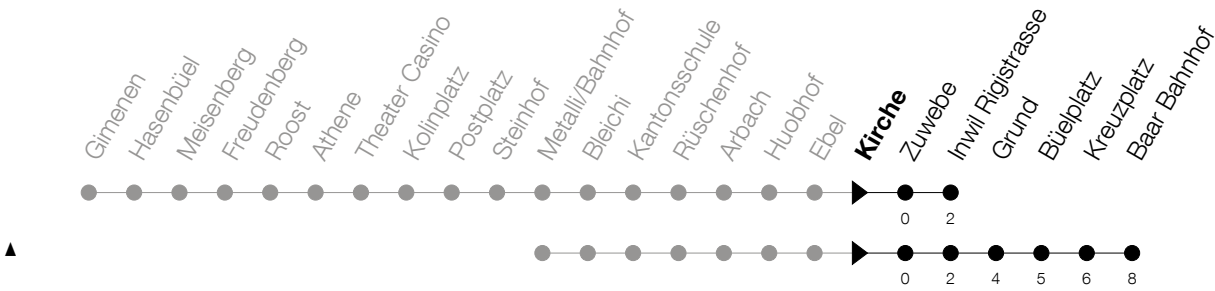 Gimenen
Hasenbüel
Meisenberg
Freudenberg
Roost
Athene
Theater Casino
Kolinplatz
Postplatz
Steinhof
Metalli/Bahnhof
Bleichi
Kantonsschule
Rüschenhof
Arbach
Huobhof
Ebel
Kirche
Zuwebe
Inwil Rigistrasse
Grund
Büelplatz
Kreuzplatz
Baar Bahnhof
0 2
0 2 4 5 6 8